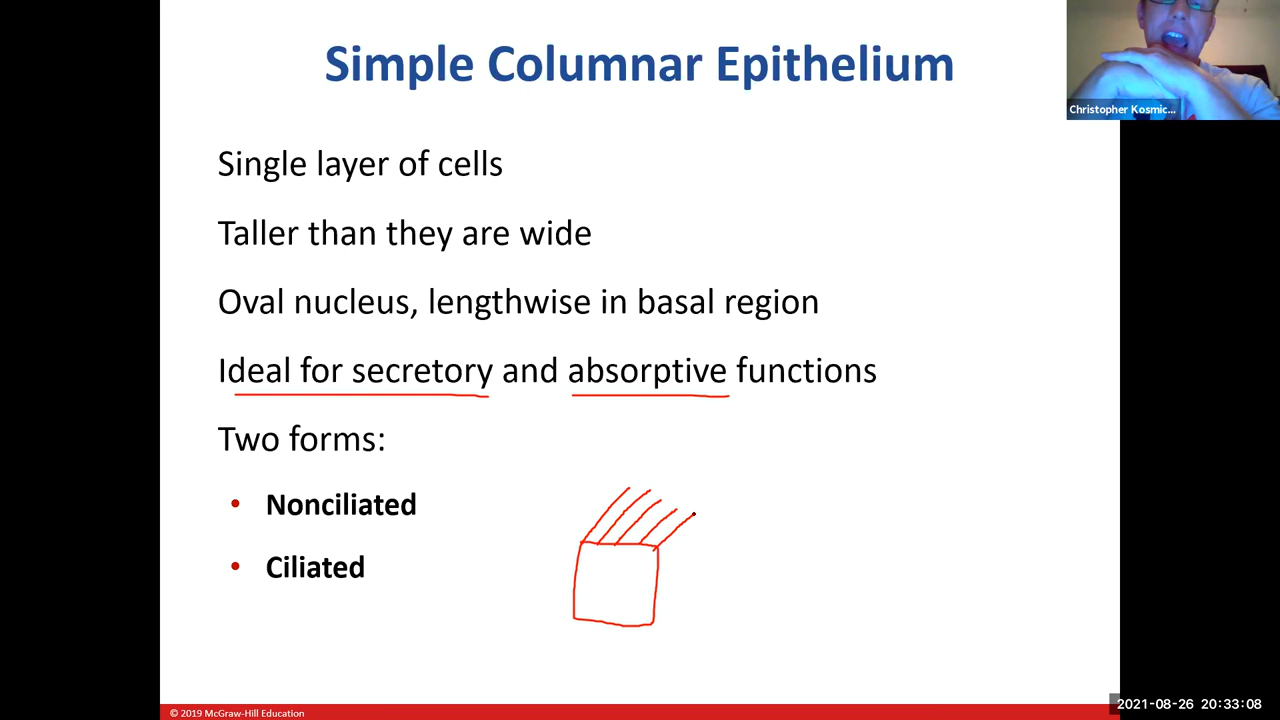 Simple Columnar Epithelium
Christopher Kosmic...
Single layer of cells
Taller than they are wide
Oval nucleus, lengthwise in basal region
Ideal for secretory and absorptive functions
Two forms:
• Nonciliated
• Ciliated
© 2019 McGraw-Hill Education
2021-08-26 20:33:08